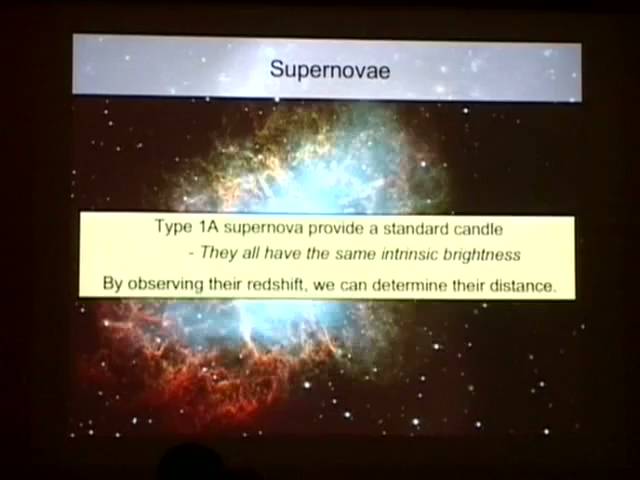 Supernovae
Type 1A supernova provide a standard candle
- They all have the same intrinsic brightness
By observing their redshift, we can determine their distance.